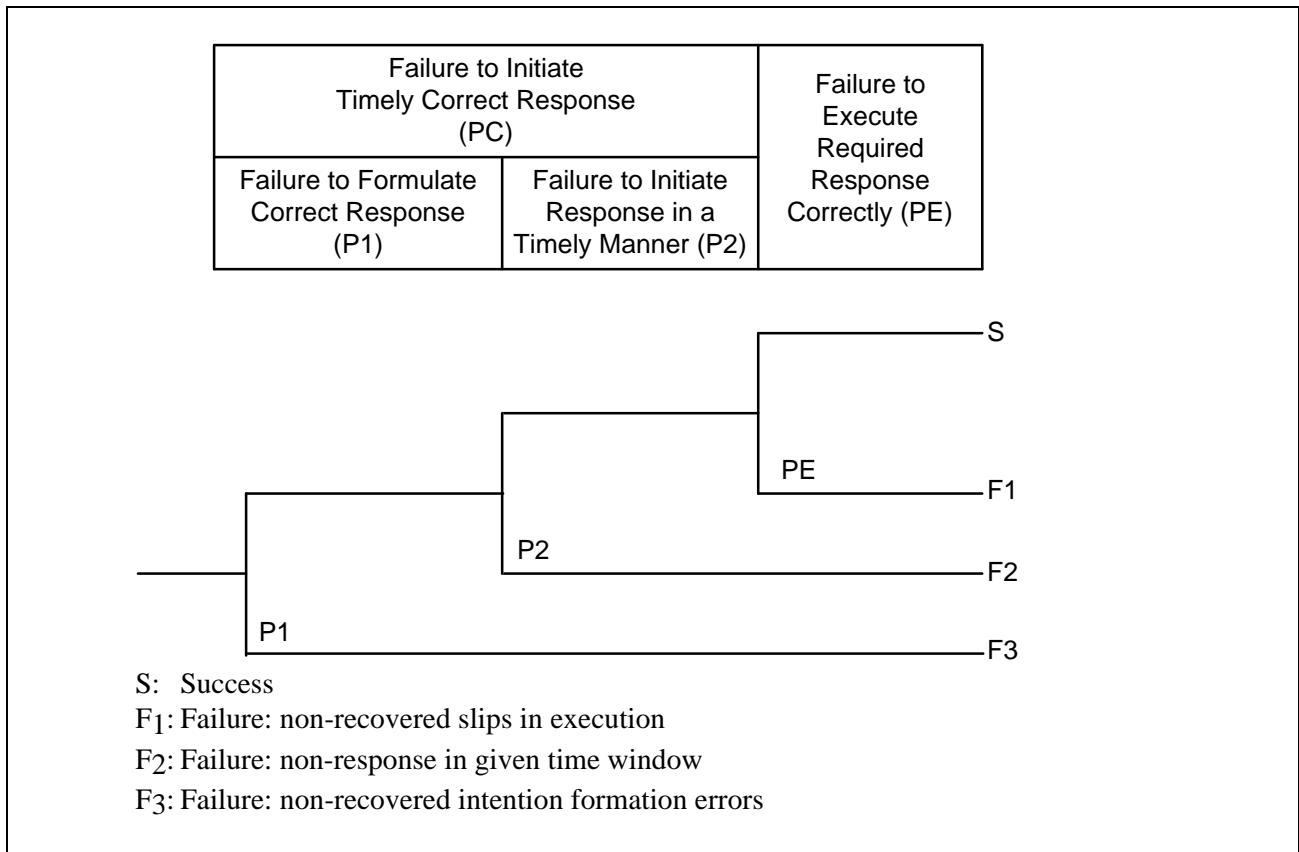 Failure to Initiate
Timely Correct Response
(PC)
Failure to Formulate
Correct Response
(P1)
Failure to Initiate
Response in a
Timely Manner (P2)
Failure to
Execute
Required
Response
Correctly (PE)
S
PE
F1
P2
F2
P1
F3
S: Success
F1: Failure: non-recovered slips in execution
F2: Failure: non-response in given time window
F3: Failure: non-recovered intention formation errors